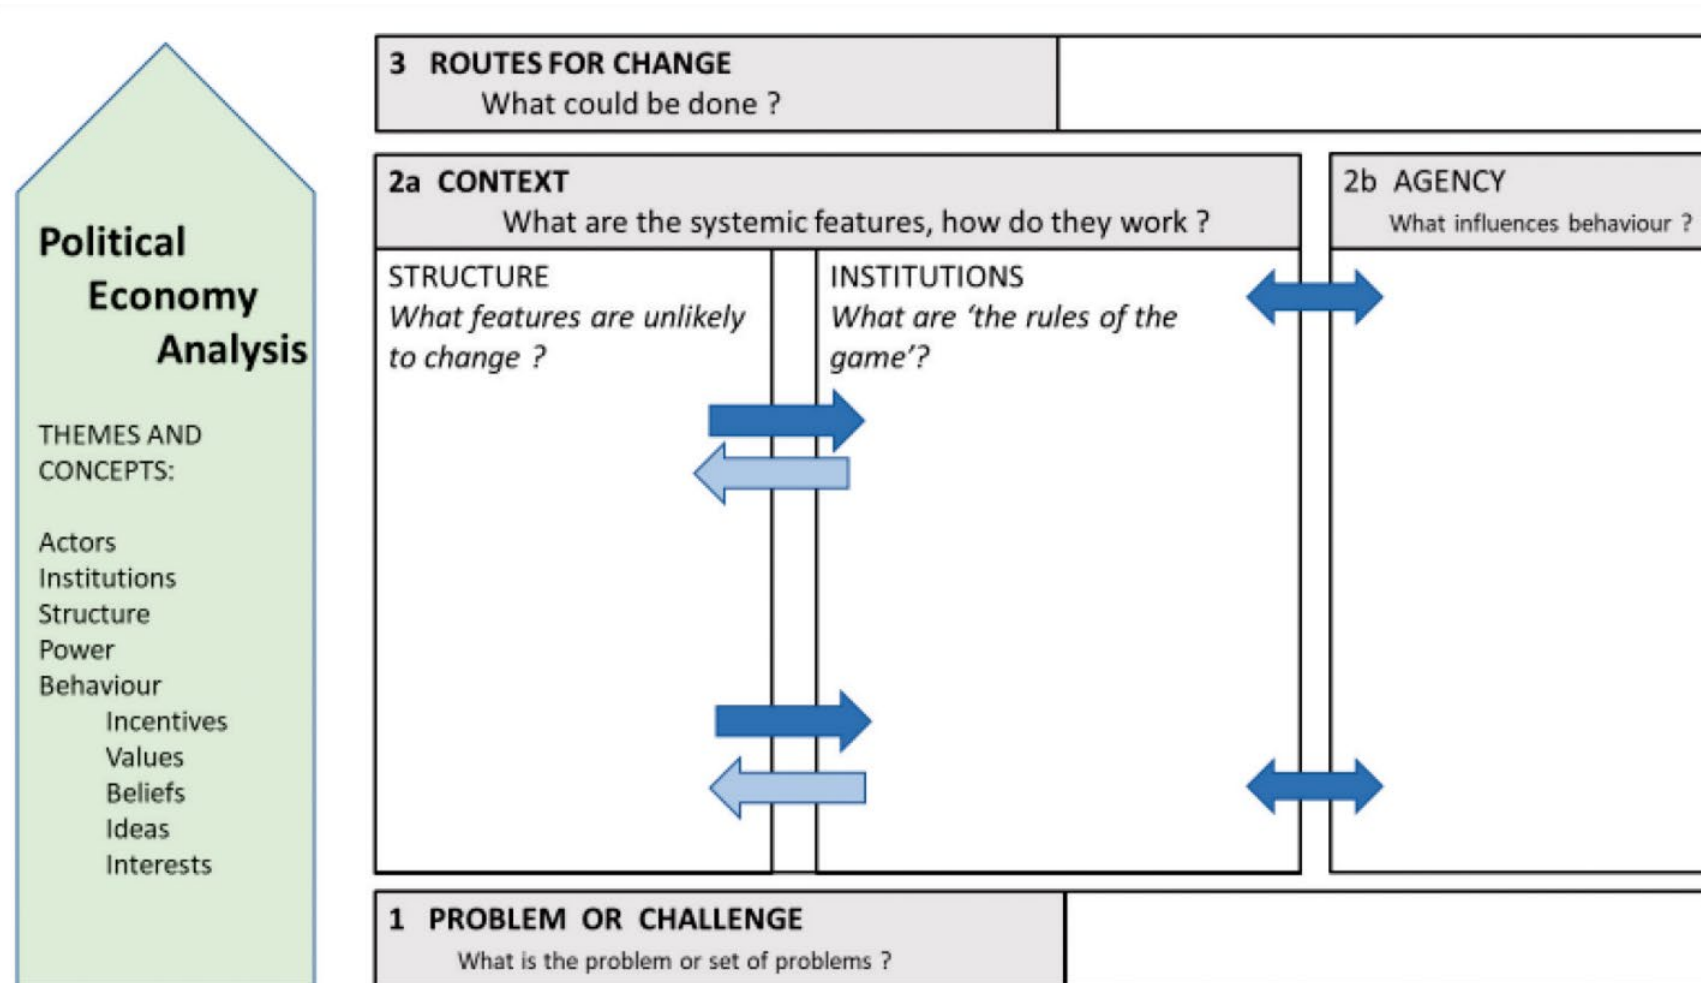 Political
Economy
Analysis
THEMES AND
CONCEPTS:
Actors
Institutions
Structure
Power
Behaviour
Incentives
Values
Beliefs
Ideas
Interests
3 ROUTES FOR CHANGE
What could be done ?
2a CONTEXT
What are the systemic features, how do they work ?
STRUCTURE
What features are unlikely
to change ?
INSTITUTIONS
What are ‘the rules of the
game’?
2b AGENCY
What influences behaviour ?
1 PROBLEM OR CHALLENGE
What is the problem or set of problems ?